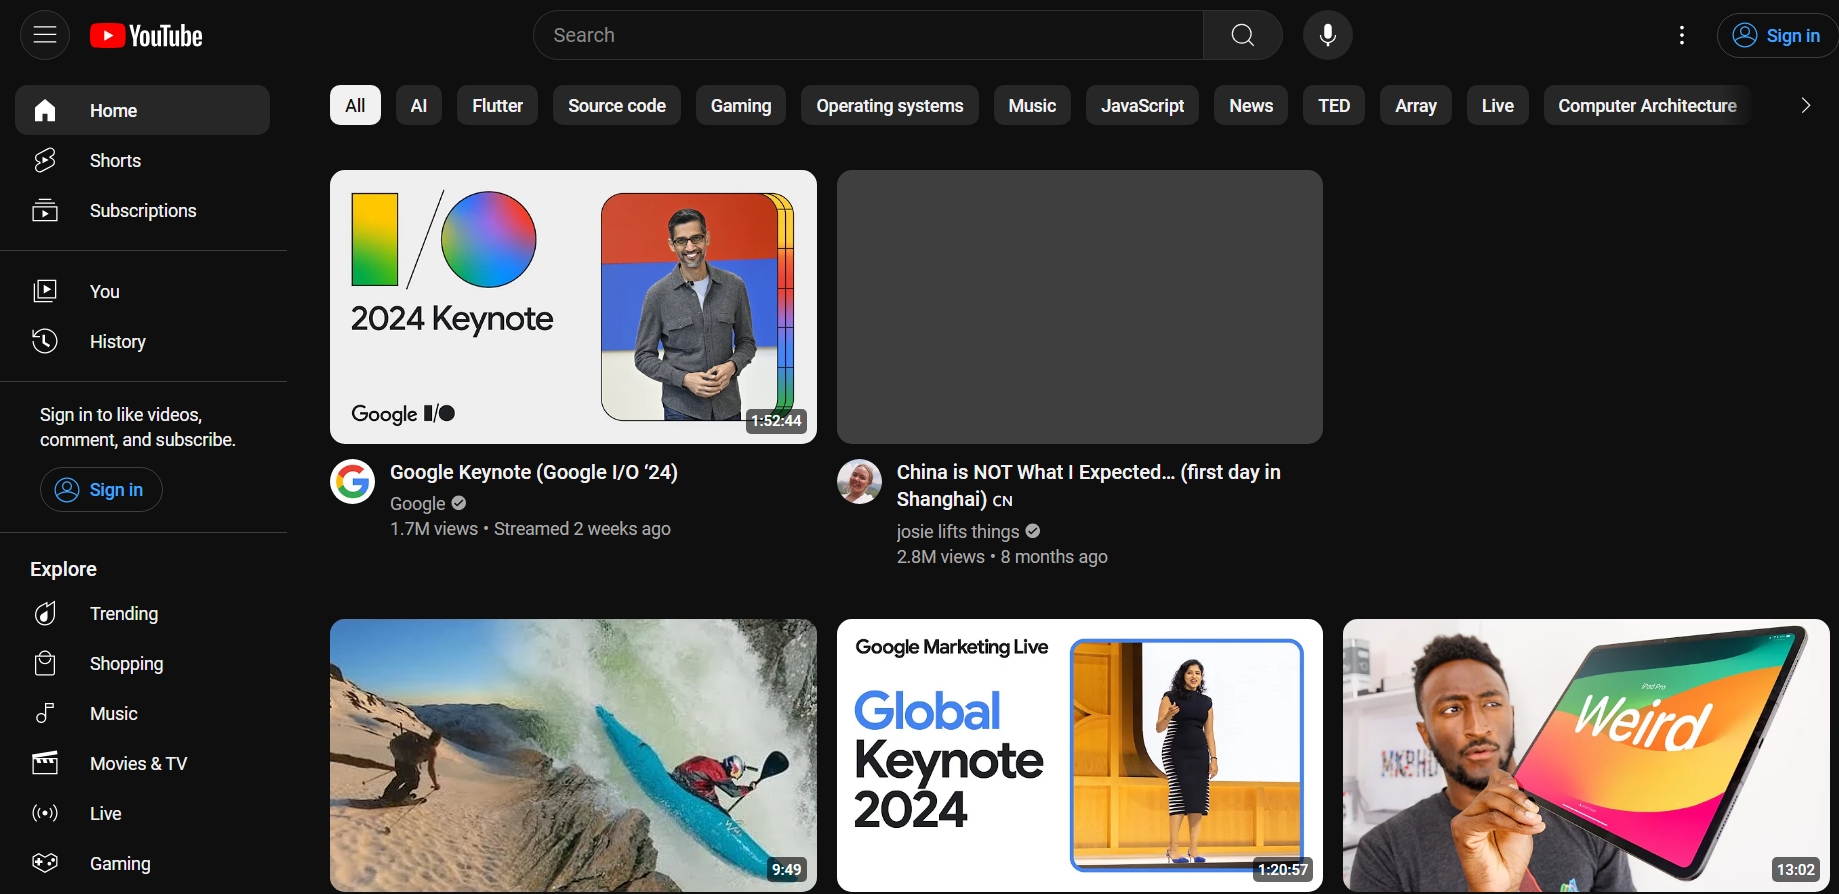 YouTube
Search
Sign in
Home
Shorts
Subscriptions
You
History
Sign in to like videos,
comment, and subscribe.
Sign in
Explore
Trending
Shopping
Music
Movies & TV
Live
Gaming
All
AI
Flutter
Source code
Gaming
Operating systems
Music
JavaScript
News
TED
Array
Live
Computer Architecture
I/O
2024 Keynote
Google I/O
1:52:44
Google Keynote (Google I/O ‘24)
Google
1.7M views • Streamed 2 weeks ago
China is NOT What I Expected... (first day in
Shanghai) CN
josie lifts things
2.8M views • 8 months ago
9:49
Google Marketing Live
Global
Keynote
2024
1:20:57
iPad Pro
Weird
13:02